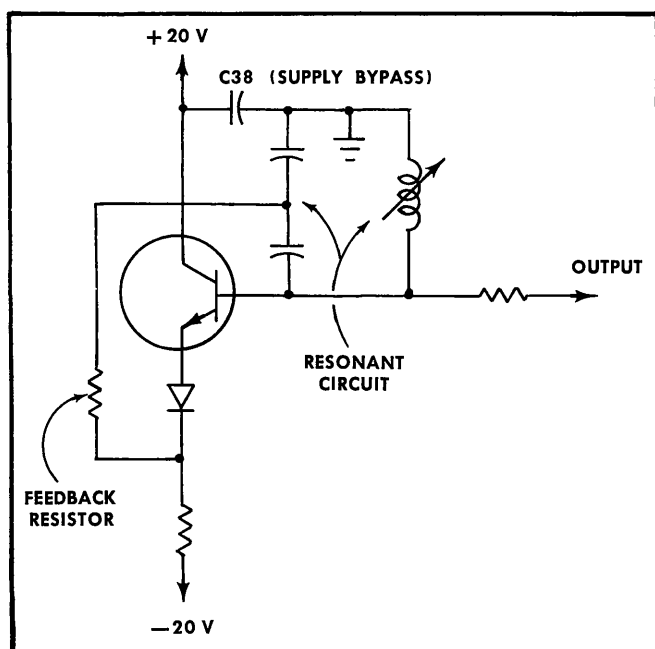 + 20 V
C38 (SUPPLY BYPASS)
OUTPUT
RESONANT
CIRCUIT
FEEDBACK
RESISTOR
—20 V